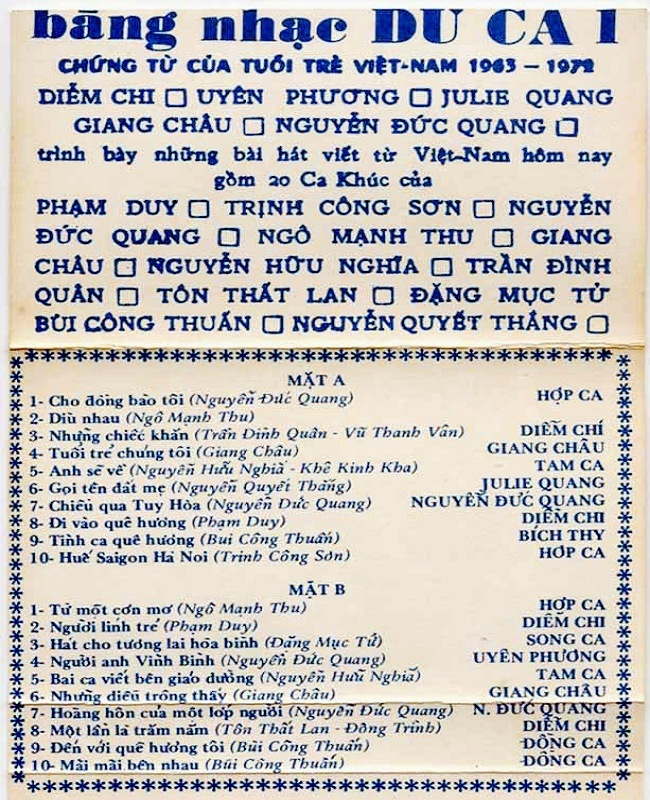 băng nhạc DU CA 1
CHỨNG TỪ CỦA TUỔI TRẺ VIỆT-NAM 1963 – 1972
DIỄM CHI □ UYÊN PHƯƠNG □ JULIE QUANG
GIANG CHÂU □ NGUYỄN ĐỨC QUANG □
trình bày những bài hát viết từ Việt-Nam hôm nay
gồm 20 Ca Khúc của
PHẠM DUY □ TRỊNH CÔNG SƠN □ NGUYỄN
ĐỨC QUANG □ NGÔ MẠNH THU □ GIANG
CHÂU □ NGUYỄN HỮU NGHĨA □ TRẦN ĐÌNH
QUÂN □ TÔN THẤT LAN □ ĐẶNG MỤC TỬ
BÙI CÔNG THUẤN □ NGUYỄN QUYẾT THẮNG □
MẶT A
1- Cho đồng bào tôi (Nguyễn Đức Quang) HỢP CA
2- Dìu nhau (Ngô Mạnh Thu)
3- Những chiếc khăn (Trần Đình Quân - Vũ Thanh Vân) DIỄM CHI
4- Tuổi trẻ chúng tôi (Giang Châu) GIANG CHÂU
5- Anh sẽ về (Nguyễn Hữu Nghĩa - Khê Kinh Kha) TAM CA
6- Gọi tên đất mẹ (Nguyễn Quyết Thắng) JULIE QUANG
7- Chiều qua Tuy Hòa (Nguyễn Đức Quang) NGUYỄN ĐỨC QUANG
8- Đi vào quê hương (Phạm Duy) DIỄM CHI
9- Tình ca quê hương (Bùi Công Thuấn) BÍCH THY
10- Huế Saigon Hà Nội (Trịnh Công Sơn) HỢP CA
MẶT B
1- Từ một cơn mơ (Ngô Mạnh Thu) HỢP CA
2- Người lính trẻ (Phạm Duy) DIỄM CHI
3- Hát cho tương lai hòa bình (Đặng Mục Tử) SONG CA
4- Người anh Vĩnh Bình (Nguyễn Đức Quang) UYÊN PHƯƠNG
5- Bài ca viết bên giáo đường (Nguyễn Hữu Nghĩa) TAM CA
6- Những điều trông thấy (Giang Châu) GIANG CHÂU
7- Hoàng hôn của một lớp người (Nguyễn Đức Quang) N. ĐỨC QUANG
8- Một lần là trăm năm (Tôn Thất Lan - Đông Trình) DIỄM CHI
9- Đến với quê hương tôi (Bùi Công Thuấn) ĐỒNG CA
10- Mãi mãi bên nhau (Bùi Công Thuấn) ĐỒNG CA